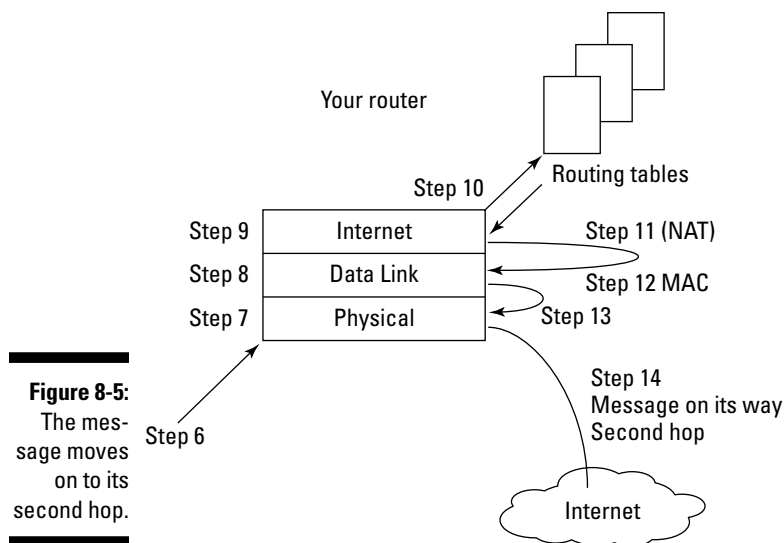 Your router
Step 10
Routing tables
Step 9
Internet
Step 11 (NAT)
Step 8
Data Link
Step 12 MAC
Step 7
Physical
Step 13
Figure 8-5:
The mes-
sage moves
on to its
second hop.
Step 6
Step 14
Message on its way
Second hop
Internet